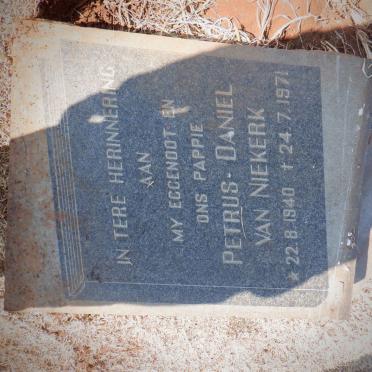 IN TERE HERINNERING
AAN
MY EGGENOOT EN
ONS PAPPIE
PETRUS-DANIEL
VAN NIEKERK
* 22.8.1940 † 24.7.1971